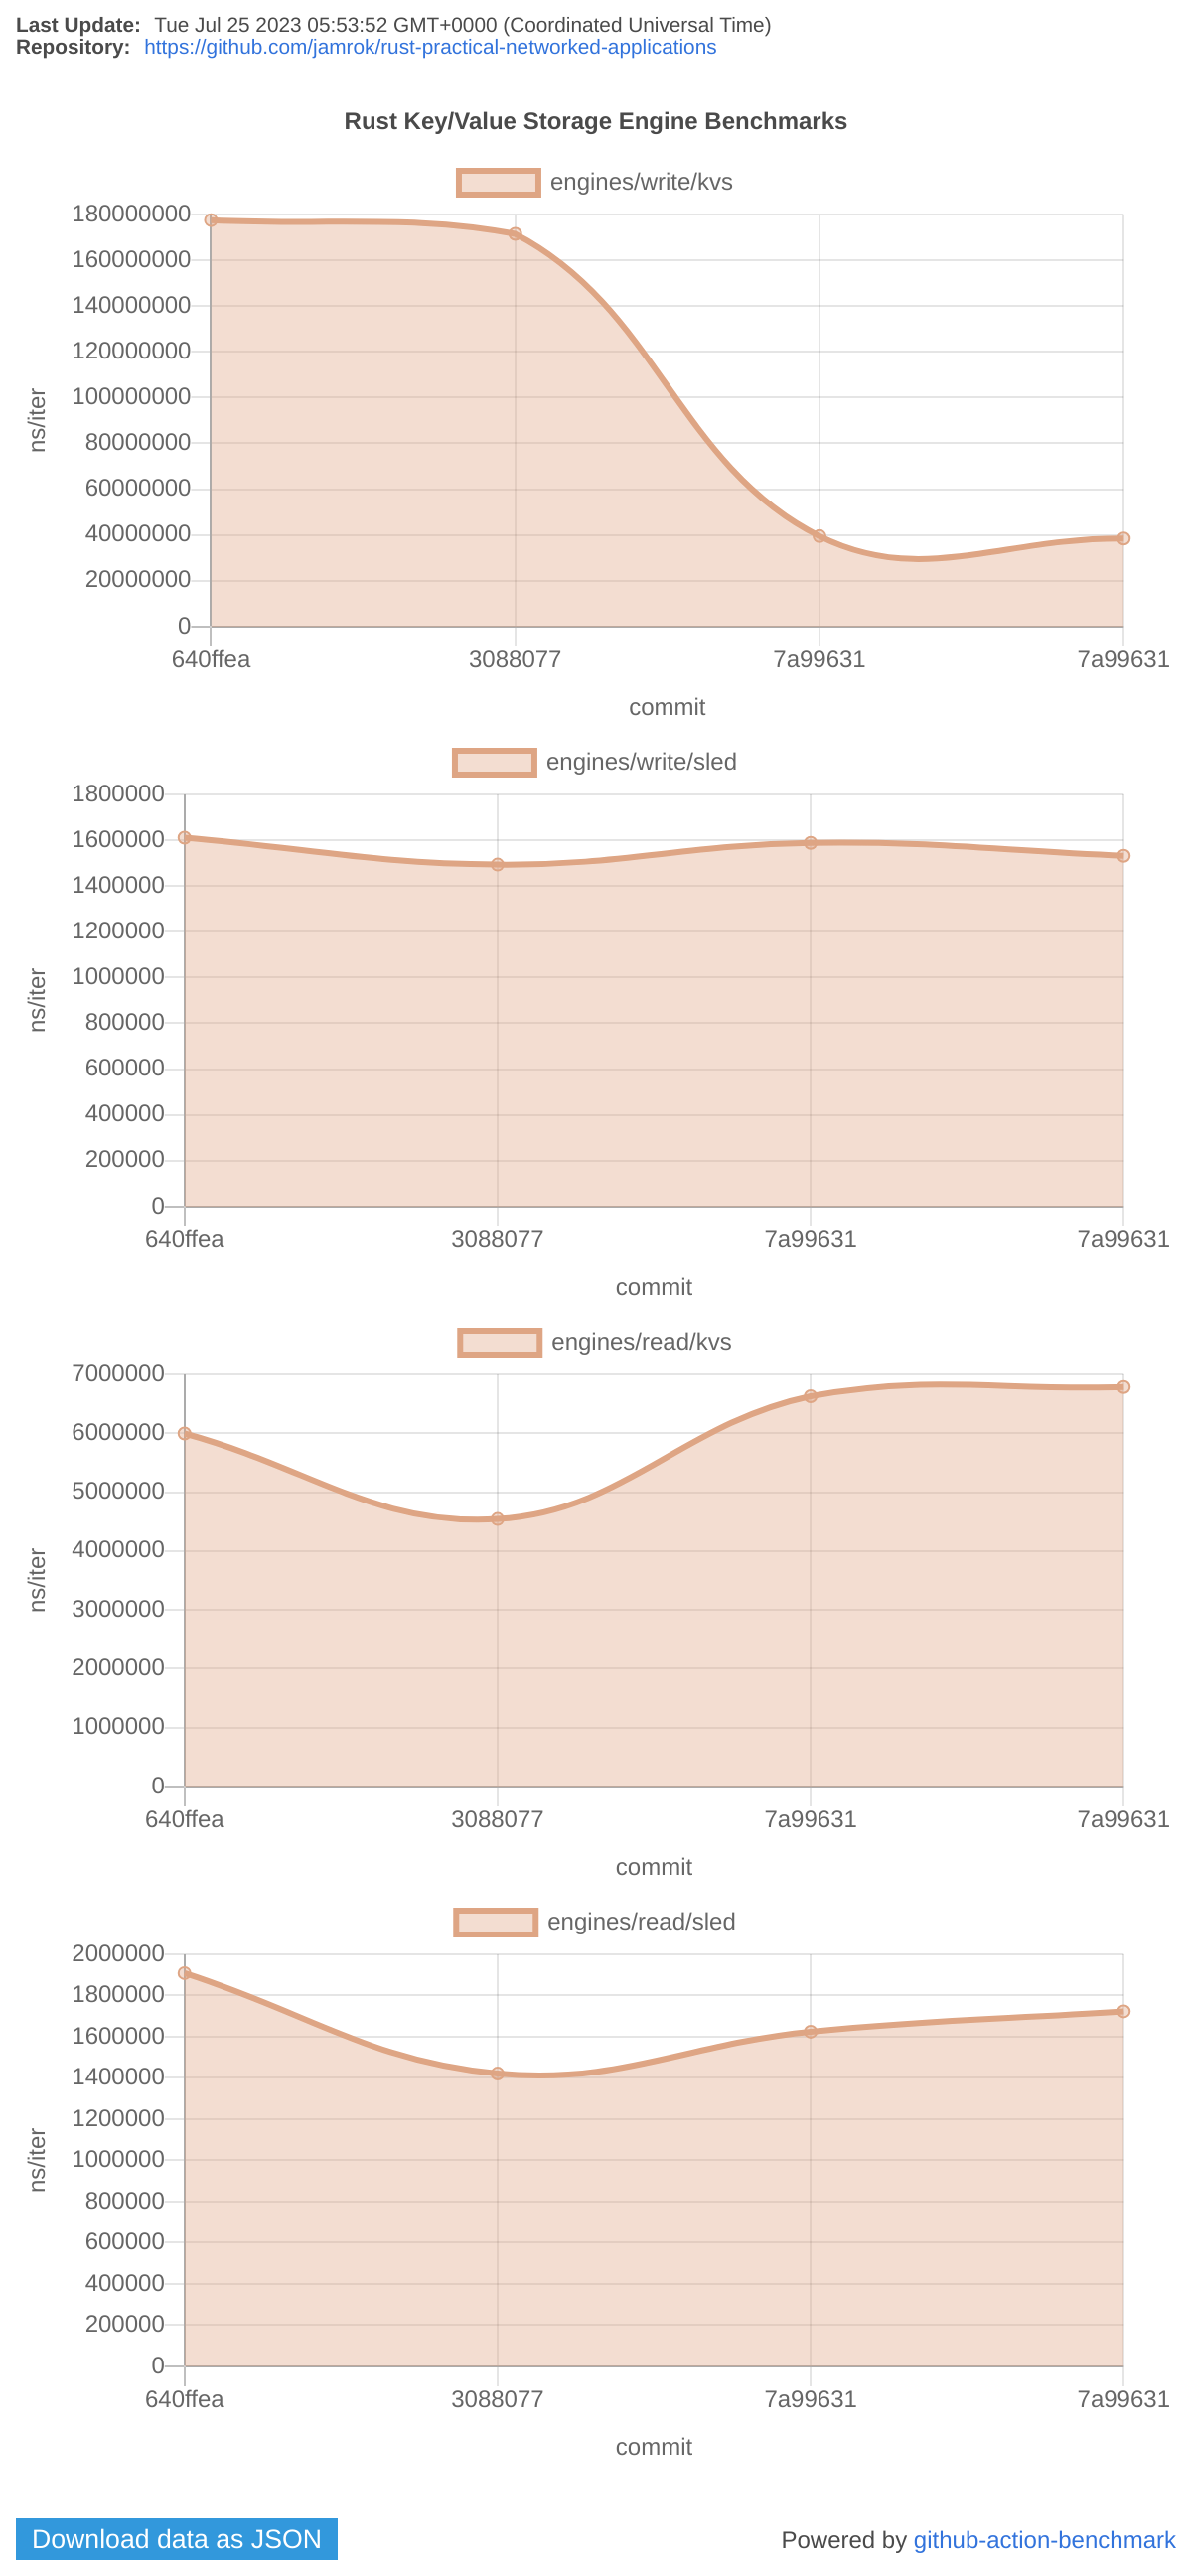 Last Update: Tue Jul 25 2023 05:53:52 GMT+0000 (Coordinated Universal Time)
Repository: https://github.com/jamrok/rust-practical-networked-applications
Rust Key/Value Storage Engine Benchmarks
engines/write/kvs
180000000
160000000
140000000
120000000
100000000
80000000
60000000
40000000
20000000
0
ns/iter
640ffea 3088077 7a99631 7a99631
commit
engines/write/sled
1800000
1600000
1400000
1200000
1000000
800000
600000
400000
200000
0
ns/iter
640ffea 3088077 7a99631 7a99631
commit
engines/read/kvs
7000000
6000000
5000000
4000000
3000000
2000000
1000000
0
ns/iter
640ffea 3088077 7a99631 7a99631
commit
engines/read/sled
2000000
1800000
1600000
1400000
1200000
1000000
800000
600000
400000
200000
0
ns/iter
640ffea 3088077 7a99631 7a99631
commit
Download data as JSON
Powered by github-action-benchmark